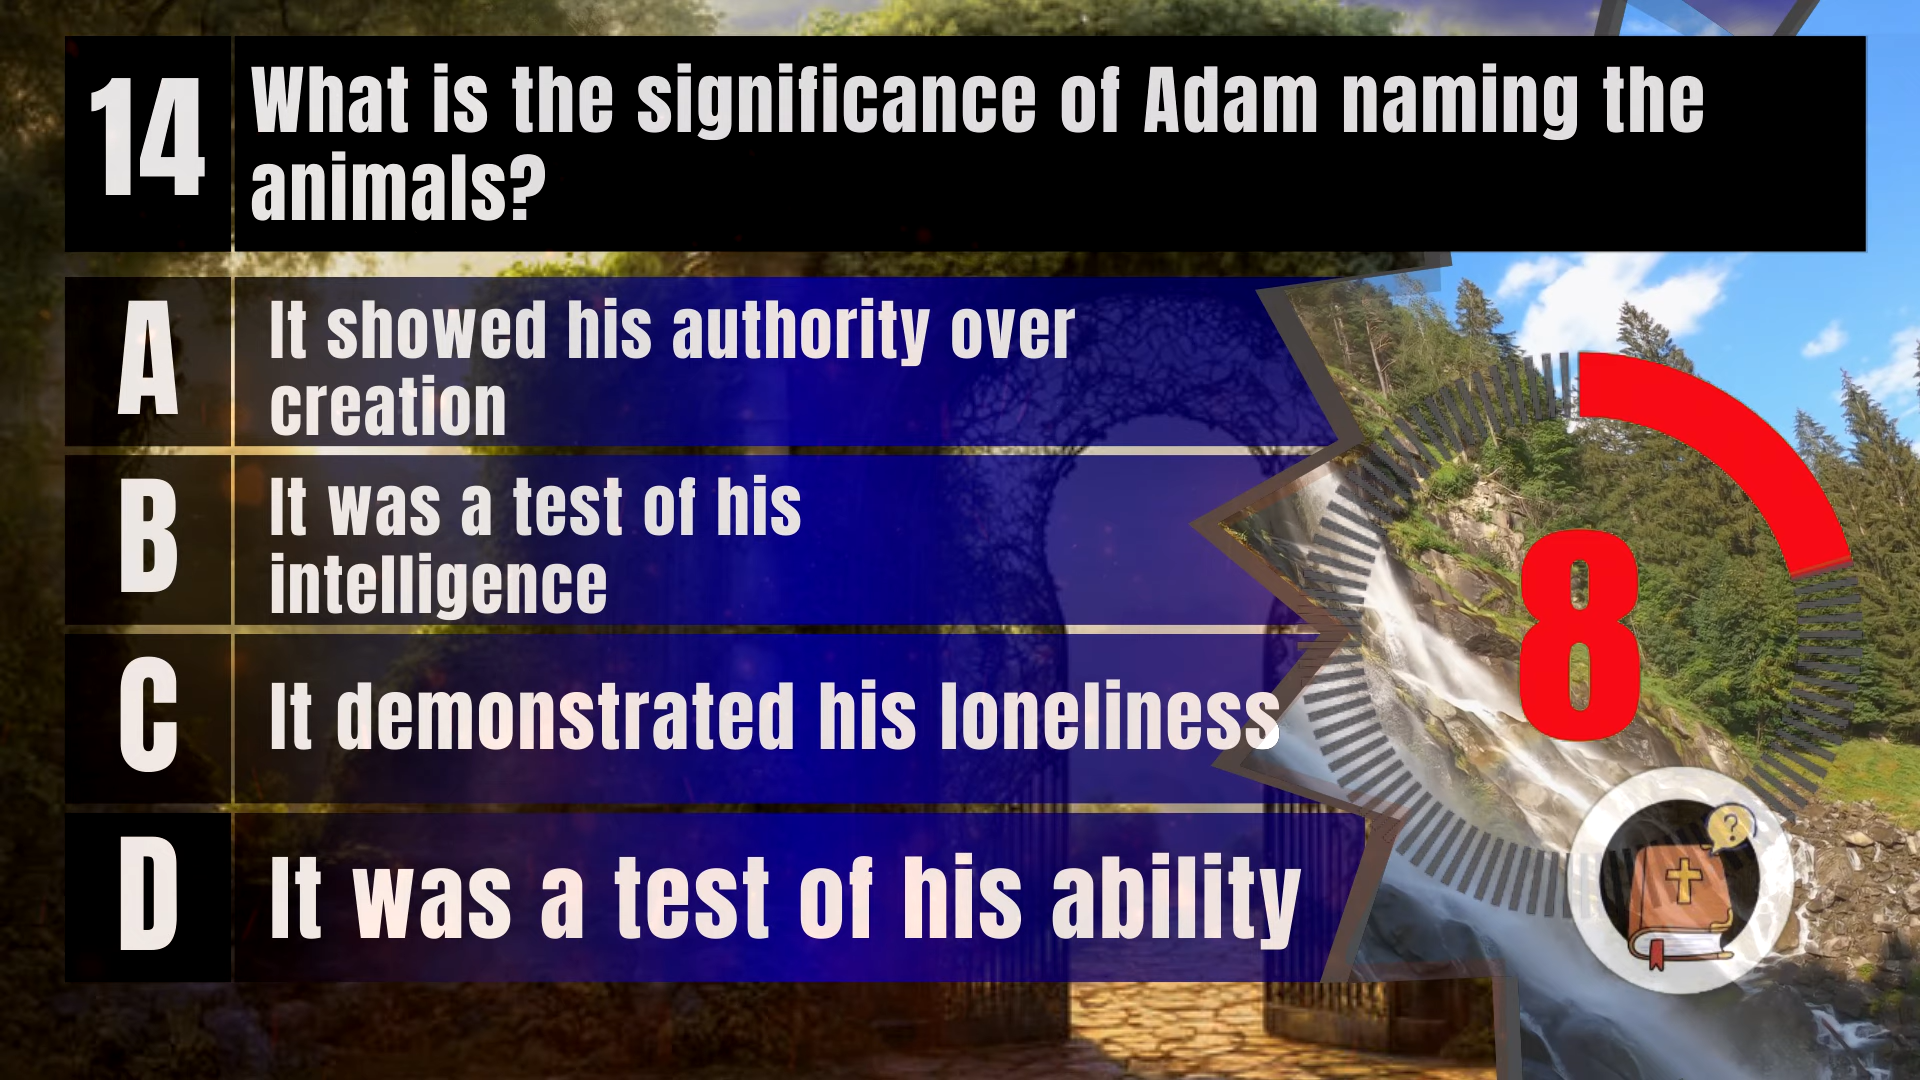 14
What is the significance of Adam naming the
animals?
A
It showed his authority over
creation
B
It was a test of his
intelligence
C
It demonstrated his loneliness
D
It was a test of his ability
8
?